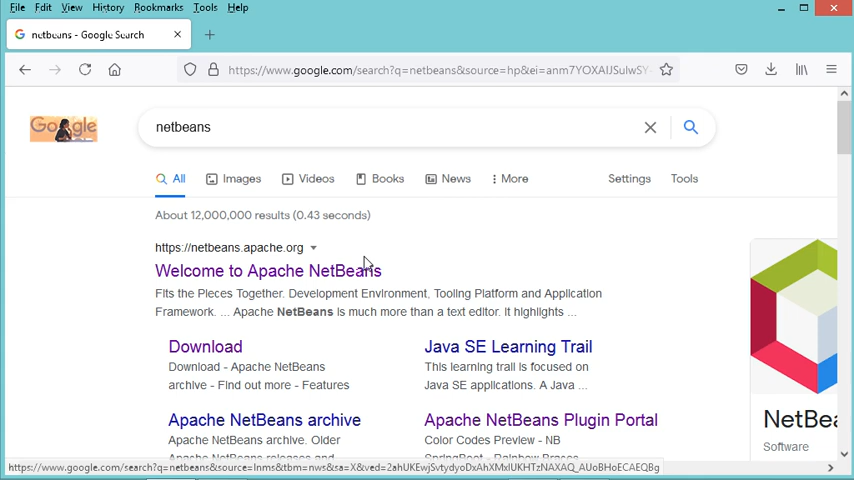 File Edit View History Bookmarks Tools Help
netbeans - Google Search
https://www.google.com/search?q=netbeans&source=hp&ei=anm7YOXAIJSulwSY-
Google
netbeans
All Images Videos Books News More Settings Tools
About 12,000,000 results (0.43 seconds)
https://netbeans.apache.org
Welcome to Apache NetBeans
Fits the Pieces Together. Development Environment, Tooling Platform and Application
Framework. ... Apache NetBeans is much more than a text editor. It highlights ...
Download
Download - Apache NetBeans
archive - Find out more - Features
Java SE Learning Trail
This learning trail is focused on
Java SE applications. A Java ...
Apache NetBeans archive
Apache NetBeans archive. Older
Apache NetBeans releases and
Apache NetBeans Plugin Portal
Color Codes Preview - NB
SpringBoot - Rainbow Braces
NetBea
Software
https://www.google.com/search?q=netbeans&source=lnms&tbm=nws&sa=X&ved=2ahUKEwjSvtydyoDxAhXMxIUKHTzNAXAQ_AUoBHoECAEQBg